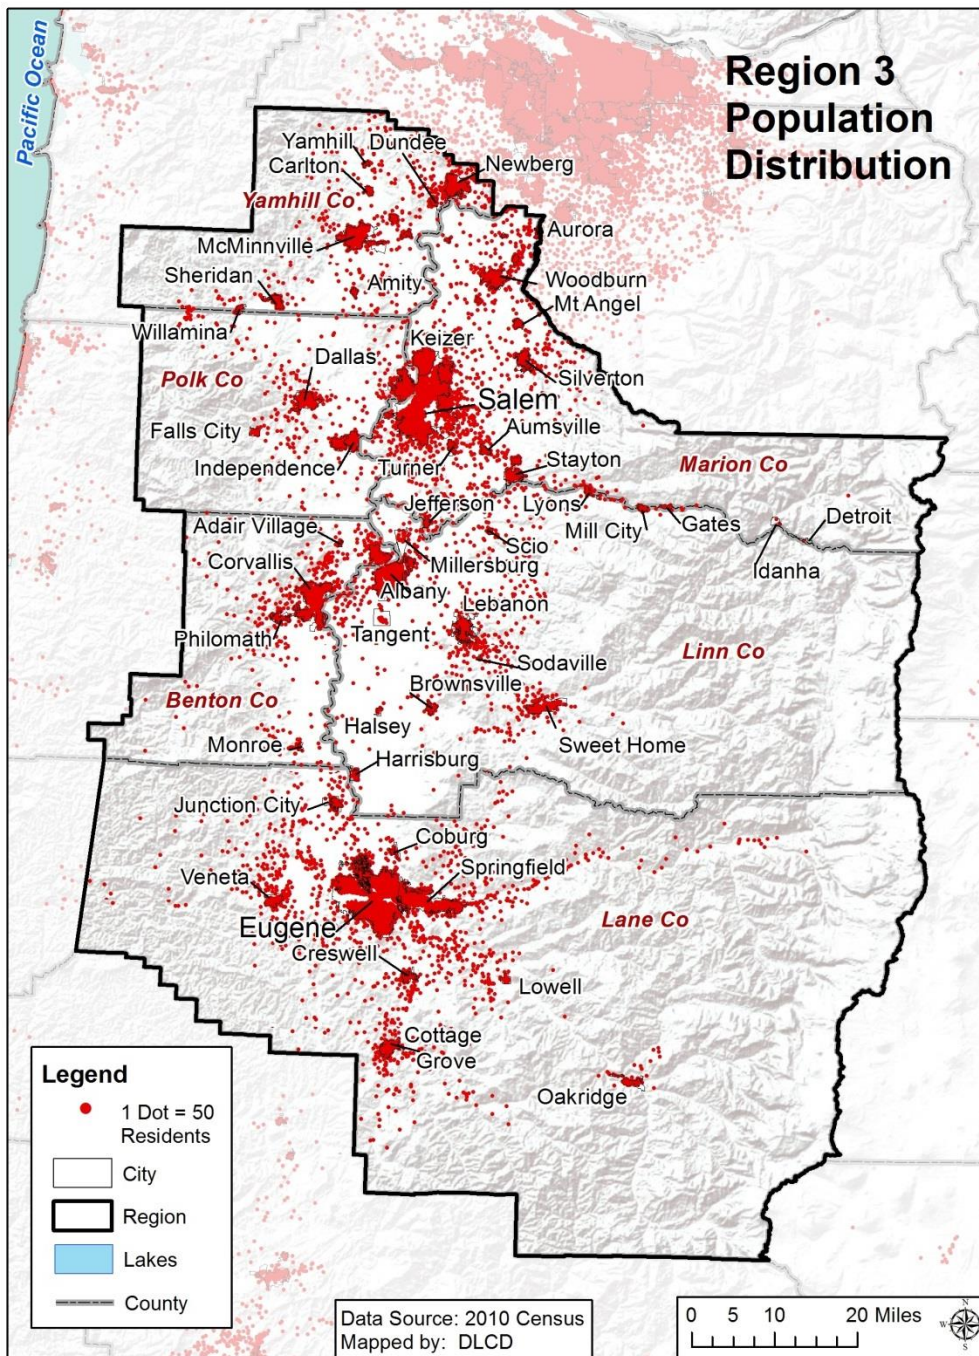 Region 3
Population
Distribution
Pacific Ocean
Yamhill
Dundee
Carlton
Newberg
Yamhill Co
Aurora
McMinnville
Sheridan
Amity
Woodburn
Mt Angel
Willamina
Keizer
Dallas
Polk Co
Silverton
Salem
Falls City
Aumsville
Independence
Turner
Stayton
Marion Co
Jefferson
Lyons
Adair Village
Mill City
Gates
Detroit
Scio
Corvallis
Millersburg
Idanha
Albany
Lebanon
Philomath
Tangent
Linn Co
Sodaville
Brownsville
Benton Co
Halsey
Monroe
Sweet Home
Harrisburg
Junction City
Coburg
Springfield
Veneta
Eugene
Lane Co
Creswell
Lowell
Cottage
Grove
Oakridge
Legend
1 Dot = 50
Residents
City
Region
Lakes
County
Data Source: 2010 Census
Mapped by: DLCD
0 5 10 20 Miles
N
W E
S